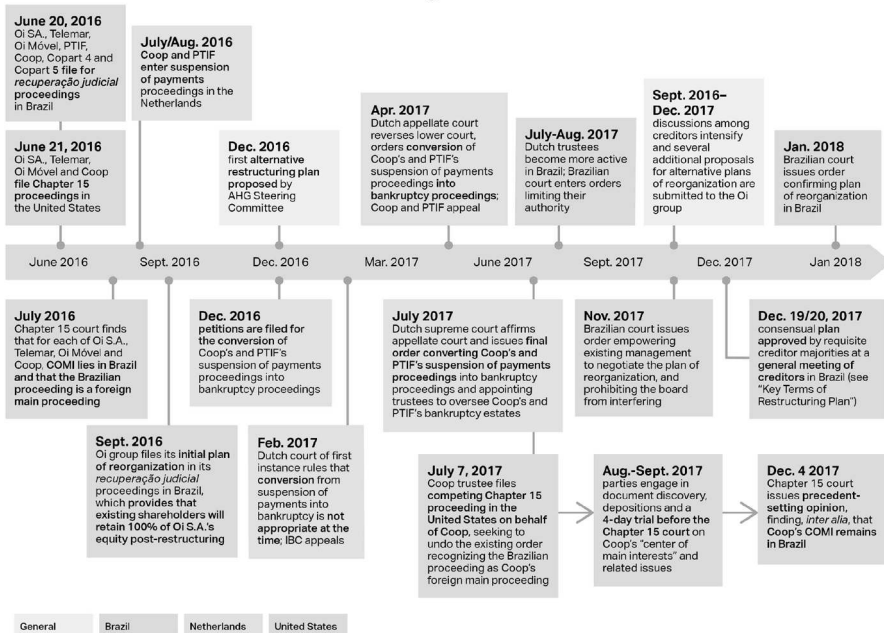 June 20, 2016
Oi SA., Telemar,
Oi Móvel, PTIF,
Coop, Copart 4 and
Copart 5 file for
recuperação judicial
proceedings
in Brazil
July/Aug. 2016
Coop and PTIF
enter suspension
of payments
proceedings in the
Netherlands
June 21, 2016
Oi SA., Telemar,
Oi Móvel and Coop
file Chapter 15
proceedings in
the United States
Dec. 2016
first alternative
restructuring plan
proposed by
AHG Steering
Committee
Apr. 2017
Dutch appellate court
reverses lower court,
orders conversion of
Coop's and PTIF's
suspension of payments
proceedings into
bankruptcy proceedings;
Coop and PTIF appeal
July-Aug. 2017
Dutch trustees
become more active
in Brazil; Brazilian
court enters orders
limiting their
authority
Sept. 2016–
Dec. 2017
discussions among
creditors intensify
and several
additional proposals
for alternative plans
of reorganization are
submitted to the Oi
group
Jan. 2018
Brazilian court
issues order
confirming plan
of reorganization
in Brazil
June 2016
Sept. 2016
Dec. 2016
Mar. 2017
June 2017
Sept. 2017
Dec. 2017
Jan 2018
July 2016
Chapter 15 court finds
that for each of Oi S.A.,
Telemar, Oi Móvel and
Coop, COMI lies in Brazil
and that the Brazilian
proceeding is a foreign
main proceeding
Dec. 2016
petitions are filed for
the conversion of
Coop's and PTIF's
suspension of payments
proceedings into
bankruptcy proceedings
July 2017
Dutch supreme court affirms
appellate court and issues final
order converting Coop's and
PTIF's suspension of payments
proceedings into bankruptcy
proceedings and appointing
trustees to oversee Coop's and
PTIF's bankruptcy estates
Nov. 2017
Brazilian court issues
order empowering
existing management
to negotiate the plan of
reorganization, and
prohibiting the board
from interfering
Dec. 19/20, 2017
consensual plan
approved by requisite
creditor majorities at a
general meeting of
creditors in Brazil (see
"Key Terms of
Restructuring Plan")
Sept. 2016
Oi group files its initial plan
of reorganization in its
recuperação judicial
proceedings in Brazil,
which provides that
existing shareholders will
retain 100% of Oi S.A.'s
equity post-restructuring
Feb. 2017
Dutch court of first
instance rules that
conversion from
suspension of
payments into
bankruptcy is not
appropriate at the
time; IBC appeals
July 7, 2017
Coop trustee files
competing Chapter 15
proceeding in the
United States on behalf
of Coop, seeking to
undo the existing order
recognizing the Brazilian
proceeding as Coop's
foreign main proceeding
Aug.-Sept. 2017
parties engage in
document discovery,
depositions and a
4-day trial before the
Chapter 15 court on
Coop's "center of
main interests" and
related issues
Dec. 4 2017
Chapter 15 court
issues precedent-
setting opinion,
finding, inter alia, that
Coop's COMI remains
in Brazil
General
Brazil
Netherlands
United States